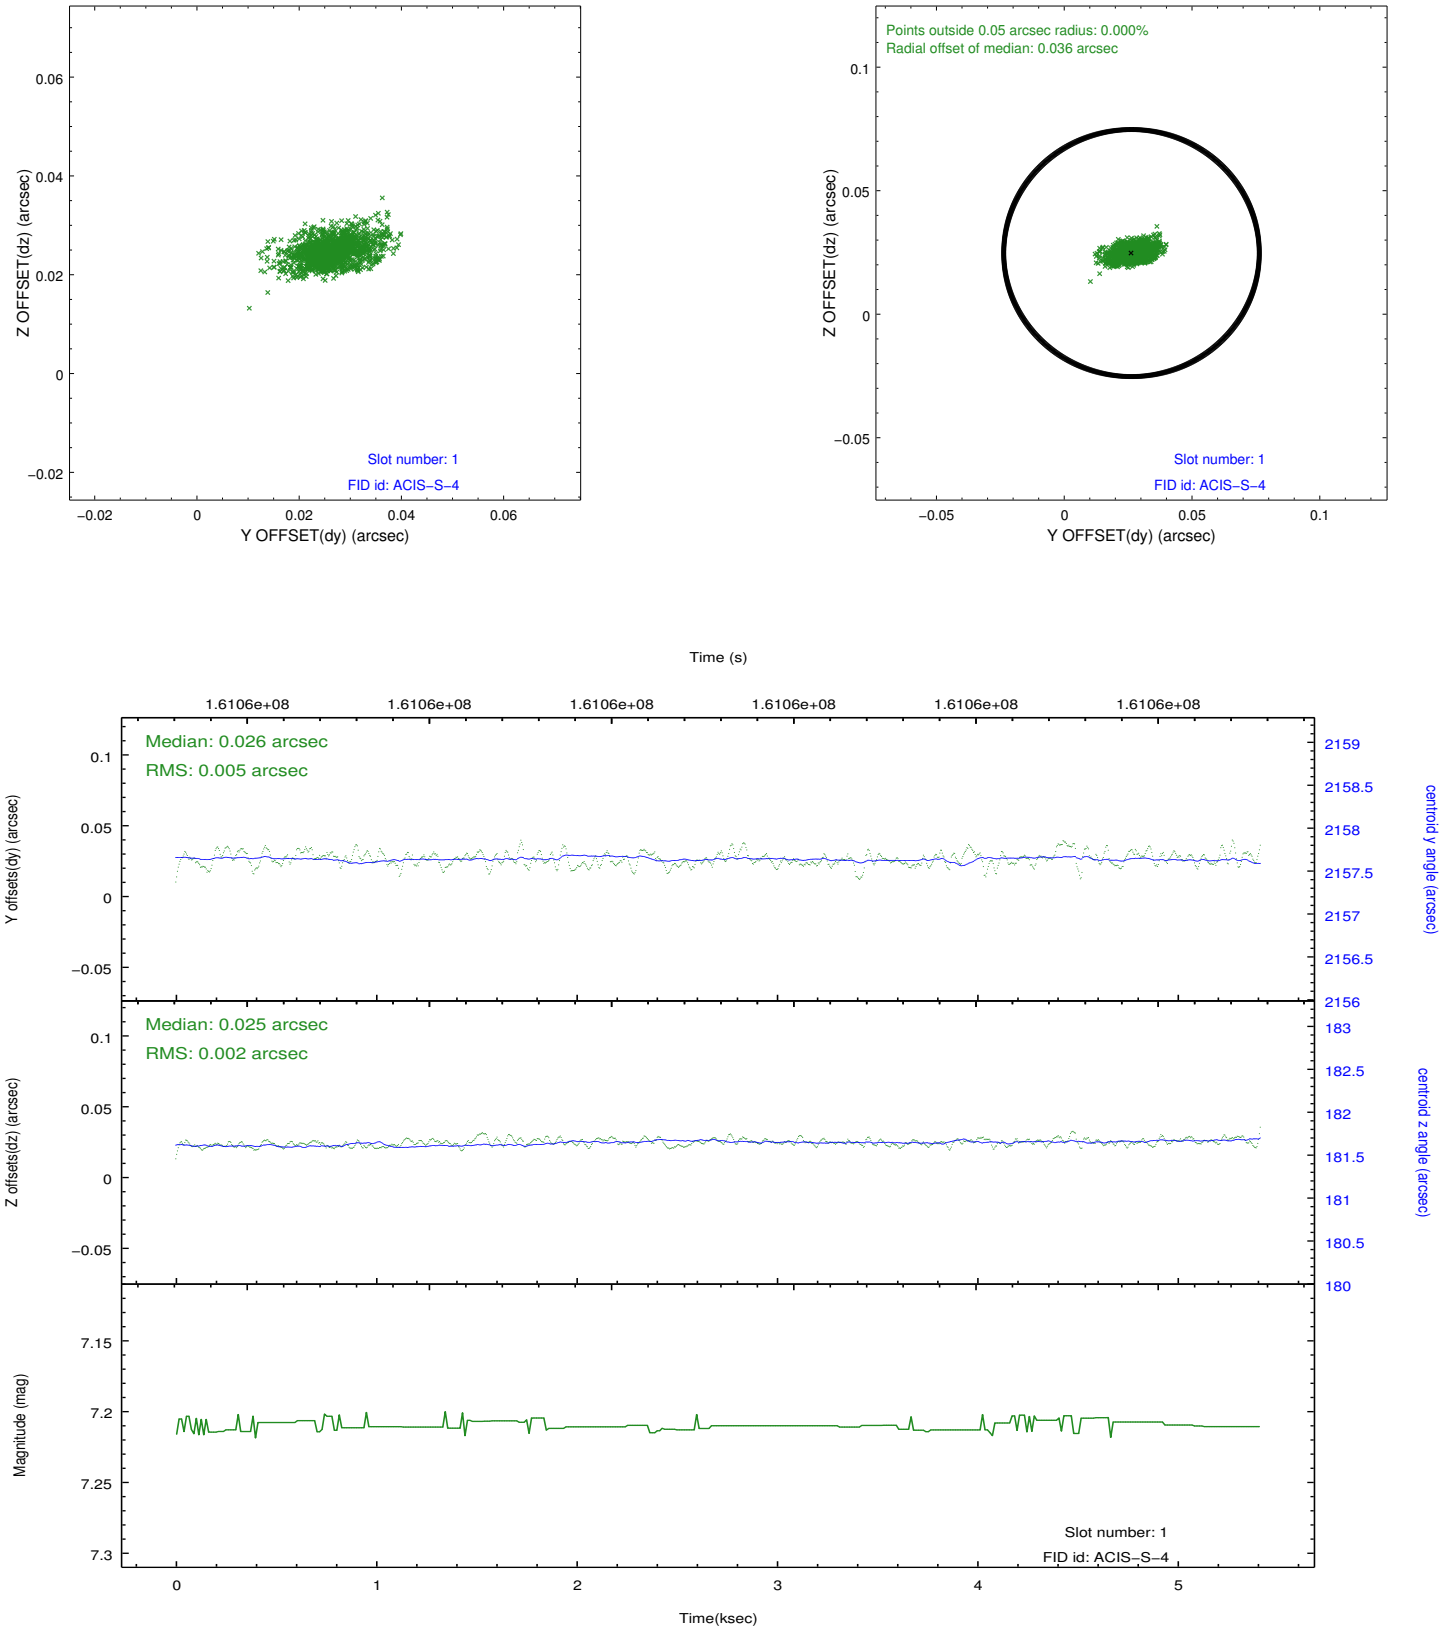 0.06
0.04
0.02
0
−0.02
Z OFFSET(dz) (arcsec)
Slot number: 1
FID id: ACIS−S−4
−0.02 0 0.02 0.04 0.06
Y OFFSET(dy) (arcsec)
Points outside 0.05 arcsec radius: 0.000%
Radial offset of median: 0.036 arcsec
0.1
0.05
0
−0.05
Z OFFSET(dz) (arcsec)
Slot number: 1
FID id: ACIS−S−4
−0.05 0 0.05 0.1
Y OFFSET(dy) (arcsec)
Time (s)
1.6106e+08 1.6106e+08 1.6106e+08 1.6106e+08 1.6106e+08 1.6106e+08
Median: 0.026 arcsec
RMS: 0.005 arcsec
0.1
0.05
0
−0.05
Y offsets(dy) (arcsec)
2159
2158.5
2158
2157.5
2157
2156.5
2156
centroid y angle (arcsec)
Median: 0.025 arcsec
RMS: 0.002 arcsec
0.1
0.05
0
−0.05
Z offsets(dz) (arcsec)
183
182.5
182
181.5
181
180.5
180
centroid z angle (arcsec)
7.15
7.2
7.25
7.3
Magnitude (mag)
Slot number: 1
FID id: ACIS−S−4
0 1 2 3 4 5
Time(ksec)